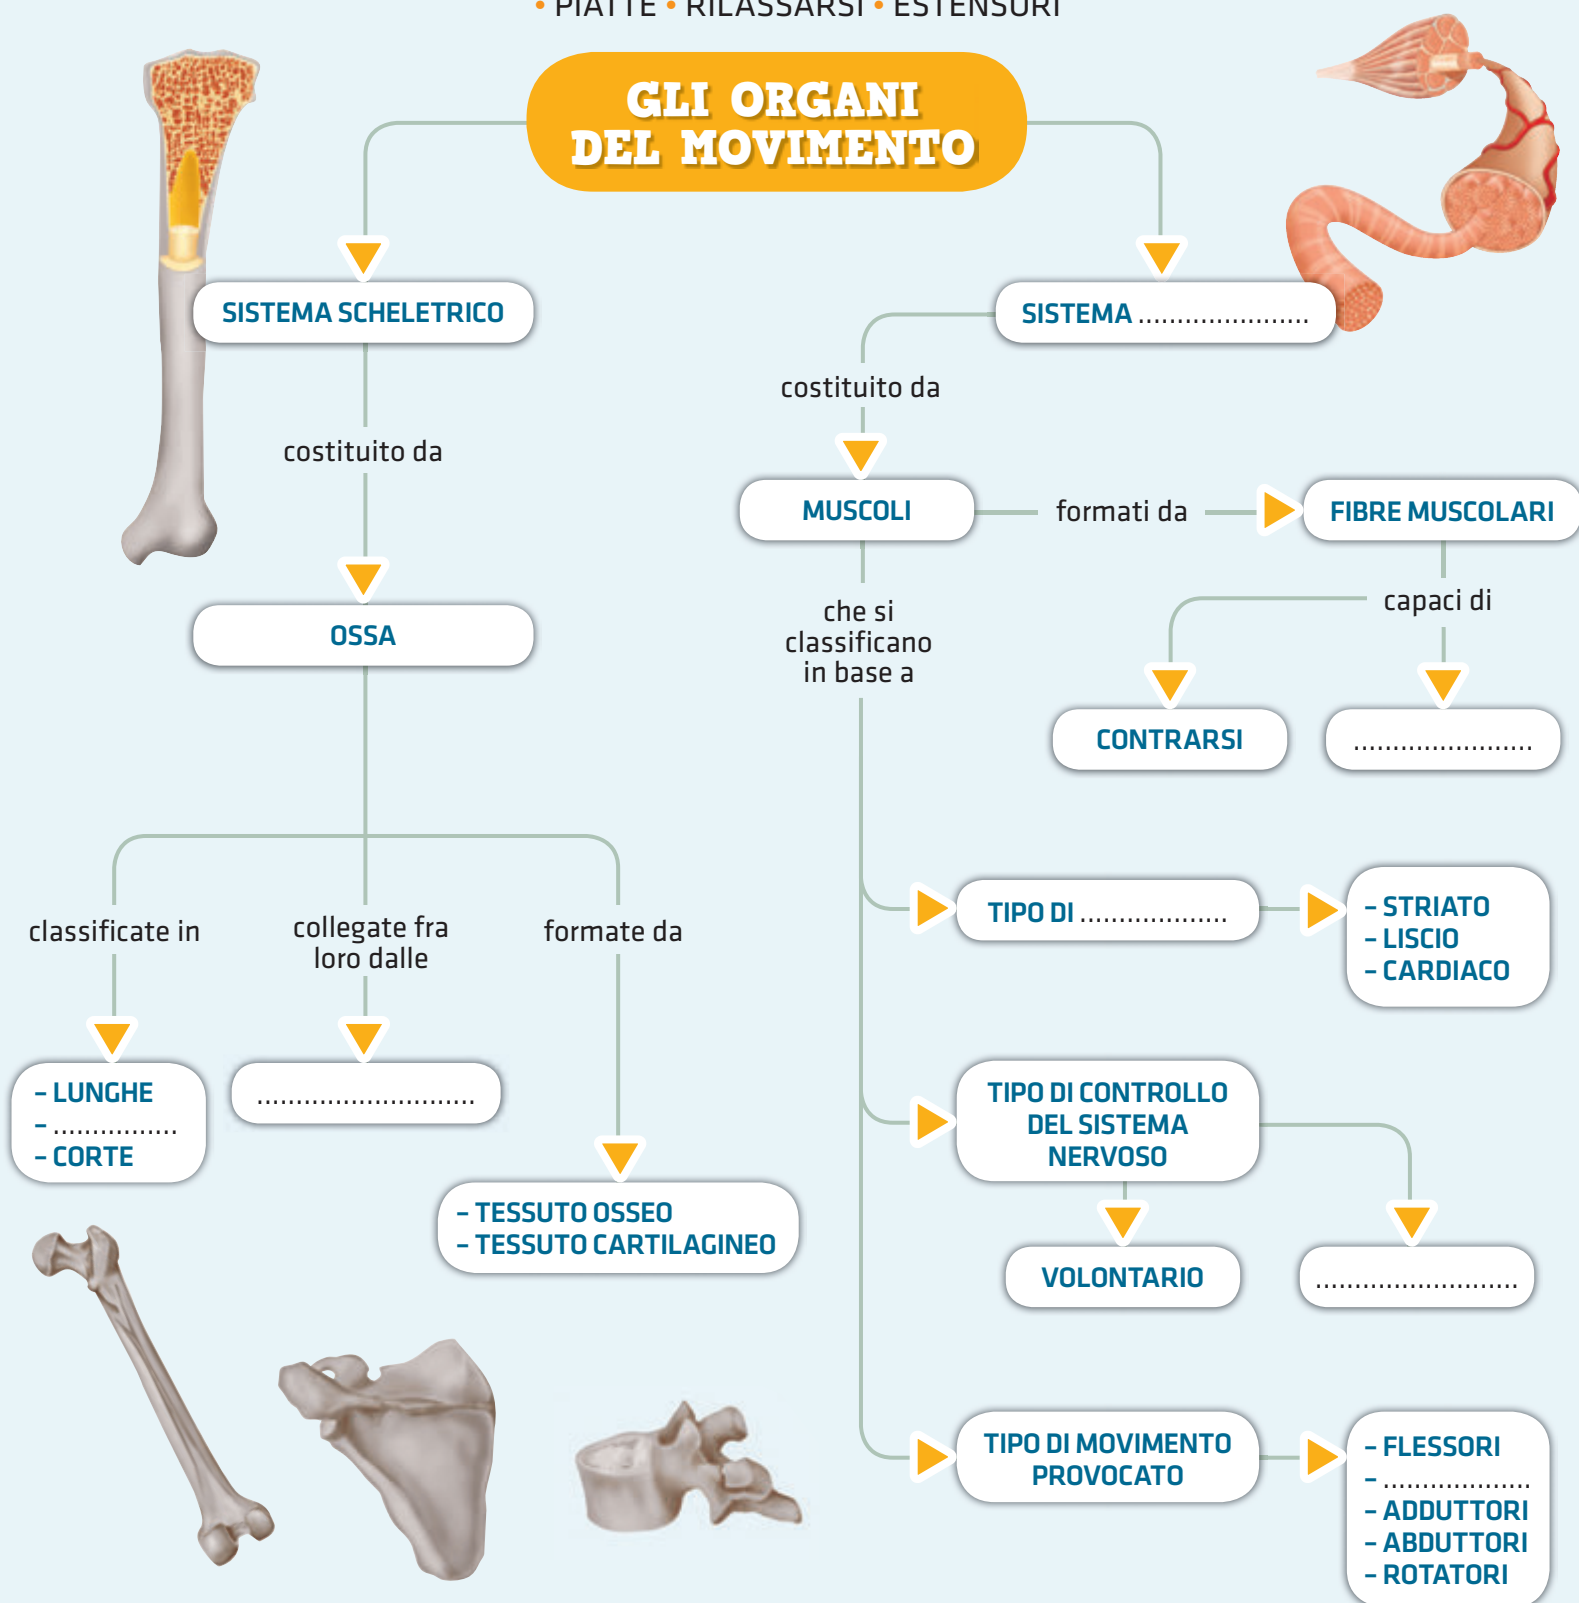 • PIATTE • RILASSARSI • ESTENSORI
GLI ORGANI
DEL MOVIMENTO
SISTEMA SCHELETRICO
costituito da
OSSA
classificate in
– LUNGHE
– ................
– CORTE
collegate fra
loro dalle
............................
formate da
– TESSUTO OSSEO
– TESSUTO CARTILAGINEO
SISTEMA ......................
costituito da
MUSCOLI
formati da
FIBRE MUSCOLARI
capaci di
CONTRARSI
.......................
che si
classificano
in base a
TIPO DI ...................
– STRIATO
– LISCIO
– CARDIACO
TIPO DI CONTROLLO
DEL SISTEMA
NERVOSO
VOLONTARIO
..........................
TIPO DI MOVIMENTO
PROVOCATO
– FLESSORI
– ...................
– ADDUTTORI
– ABDUTTORI
– ROTATORI